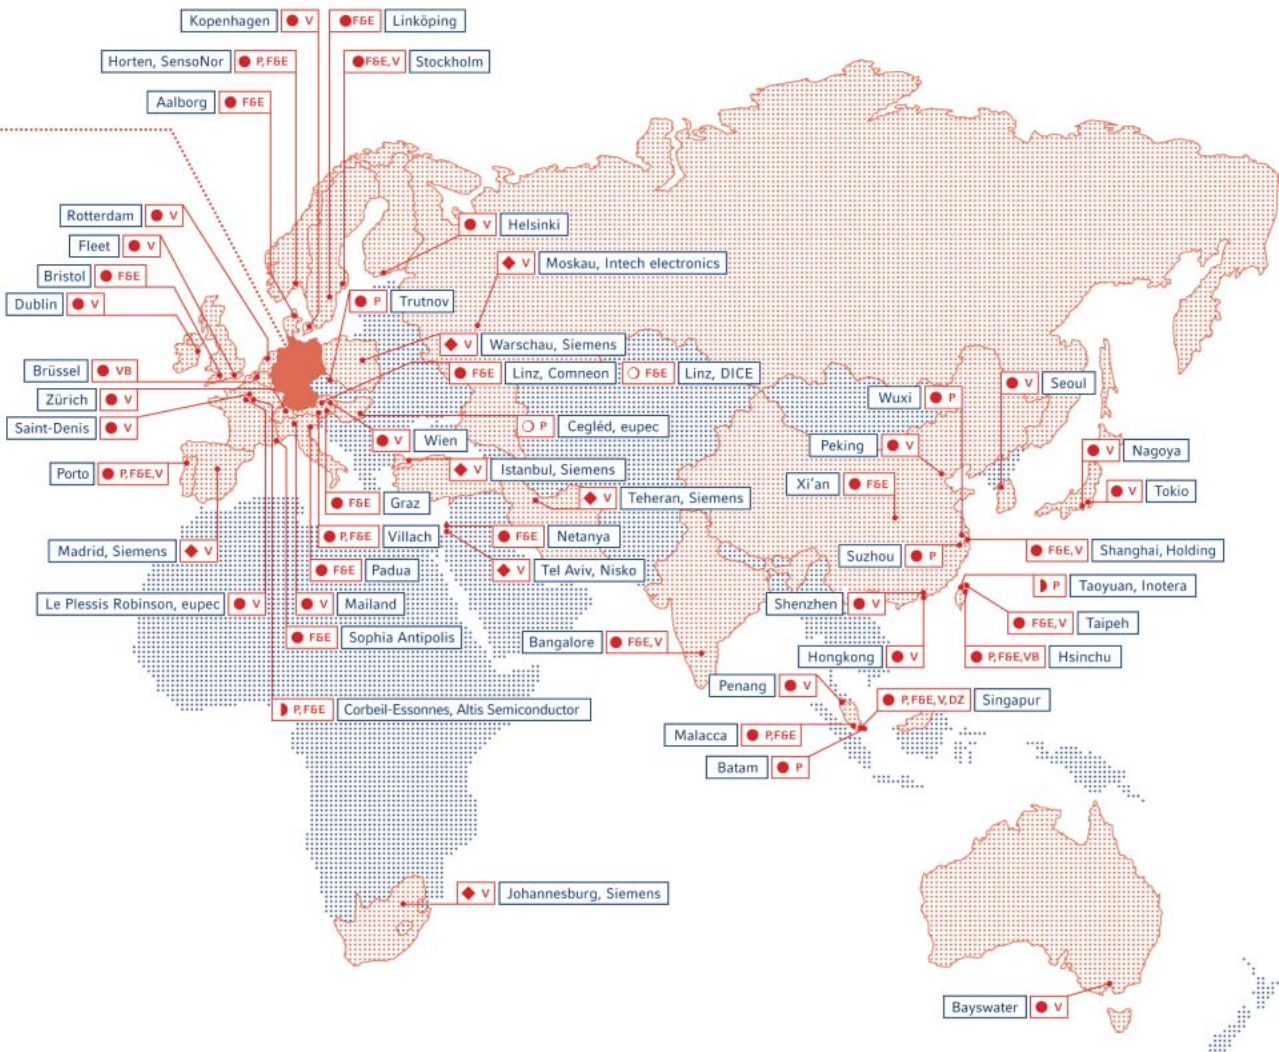 Kopenhagen V
F&E Linköping
Horten, SensoNor P, F&E
F&E, V Stockholm
Aalborg F&E
Rotterdam V
V Helsinki
Fleet V
V Moskau, Intech electronics
Bristol F&E
Dublin V
P Trutnov
V Warschau, Siemens
Brüssel VB
F&E Linz, Comneon
F&E Linz, DICE
V Seoul
Zürich V
Wuxi P
Saint-Denis V
P Cegléd, eupec
V Wien
Peking V
V Nagoya
Porto P, F&E, V
V Istanbul, Siemens
Xi'an F&E
V Tokio
V Teheran, Siemens
F&E Graz
P, F&E Villach
F&E Netanya
Madrid, Siemens V
Suzhou P
F&E, V Shanghai, Holding
F&E Padua
V Tel Aviv, Nisko
P Taoyuan, Inotera
Le Plessis Robinson, eupec V
V Mailand
Shenzhen V
F&E, V Taipeh
F&E Sophia Antipolis
Bangalore F&E, V
Hongkong V
P, F&E, VB Hsinchu
Penang V
P, F&E, V, DZ Singapur
P, F&E Corbeil-Essonnes, Altis Semiconductor
Malacca P, F&E
Batam P
V Johannesburg, Siemens
Bayswater V